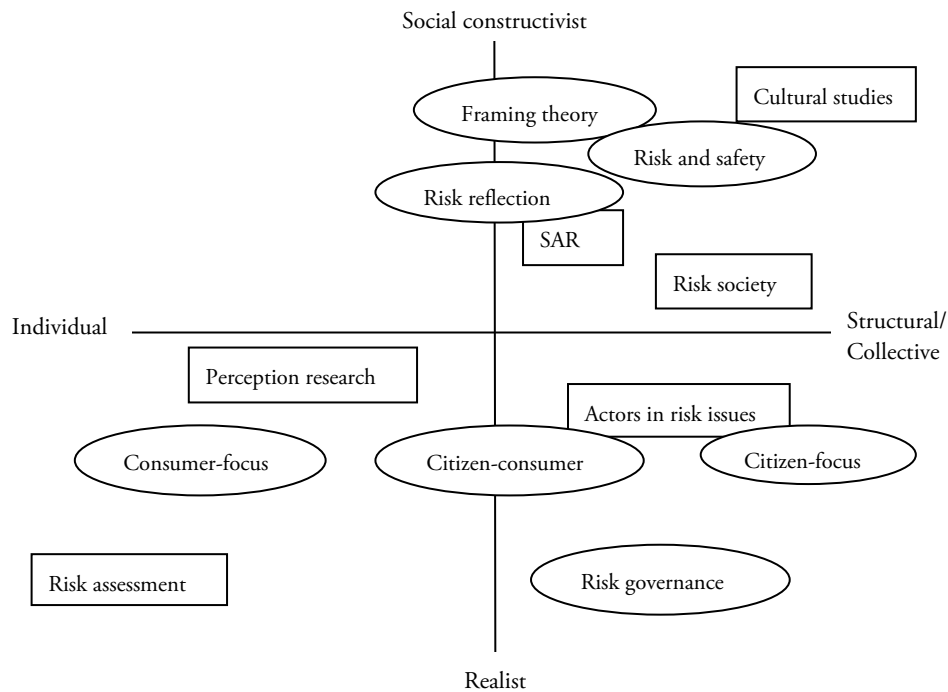 Social constructivist
Cultural studies
Framing theory
Risk and safety
Risk reflection
SAR
Risk society
Individual
Structural/
Collective
Perception research
Actors in risk issues
Consumer-focus
Citizen-consumer
Citizen-focus
Risk assessment
Risk governance
Realist